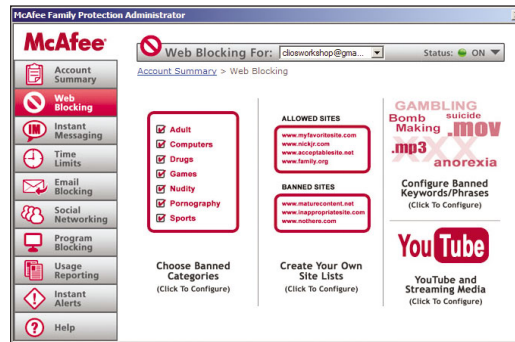 McAfee Family Protection Administrator
McAfee
Web Blocking For: cliosworkshop@gma...
Status: ON
Account Summary > Web Blocking
Account
Summary
Web
Blocking
Instant
Messaging
Time
Limits
Email
Blocking
Social
Networking
Program
Blocking
Usage
Reporting
Instant
Alerts
Help
Adult
Computers
Drugs
Games
Nudity
Pornography
Sports
Choose Banned
Categories
(Click To Configure)
ALLOWED SITES
www.myfavoritesite.com
www.nickjr.com
www.acceptablesite.net
www.family.org
BANNED SITES
www.maturecontent.net
www.inappropriatesite.com
www.nothere.com
Create Your Own
Site Lists
(Click To Configure)
GAMBLING
Bomb suicide
Making .mov
.mp3 XXX
anorexia
Configure Banned
Keywords/Phrases
(Click To Configure)
YouTube
YouTube and
Streaming Media
(Click To Configure)